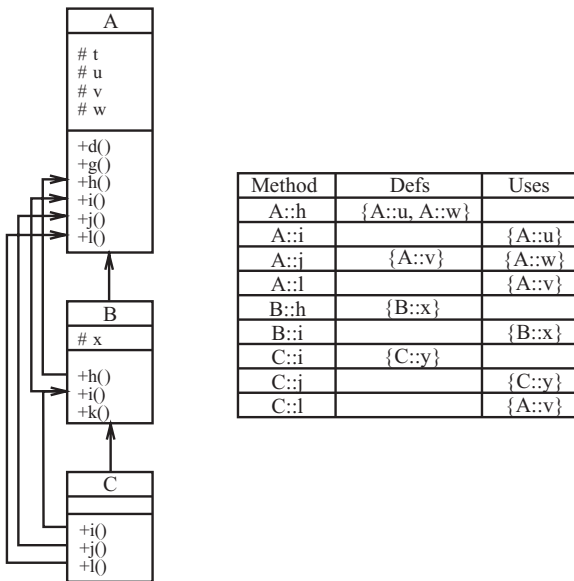 A
# t
# u
# v
# w
+d()
+g()
+h()
+i()
+j()
+l()
B
# x
+h()
+i()
+k()
C
+i()
+j()
+l()
Method Defs Uses
A::h {A::u, A::w}
A::i {A::u}
A::j {A::v} {A::w}
A::l {A::v}
B::h {B::x}
B::i {B::x}
C::i {C::y}
C::j {C::y}
C::l {A::v}